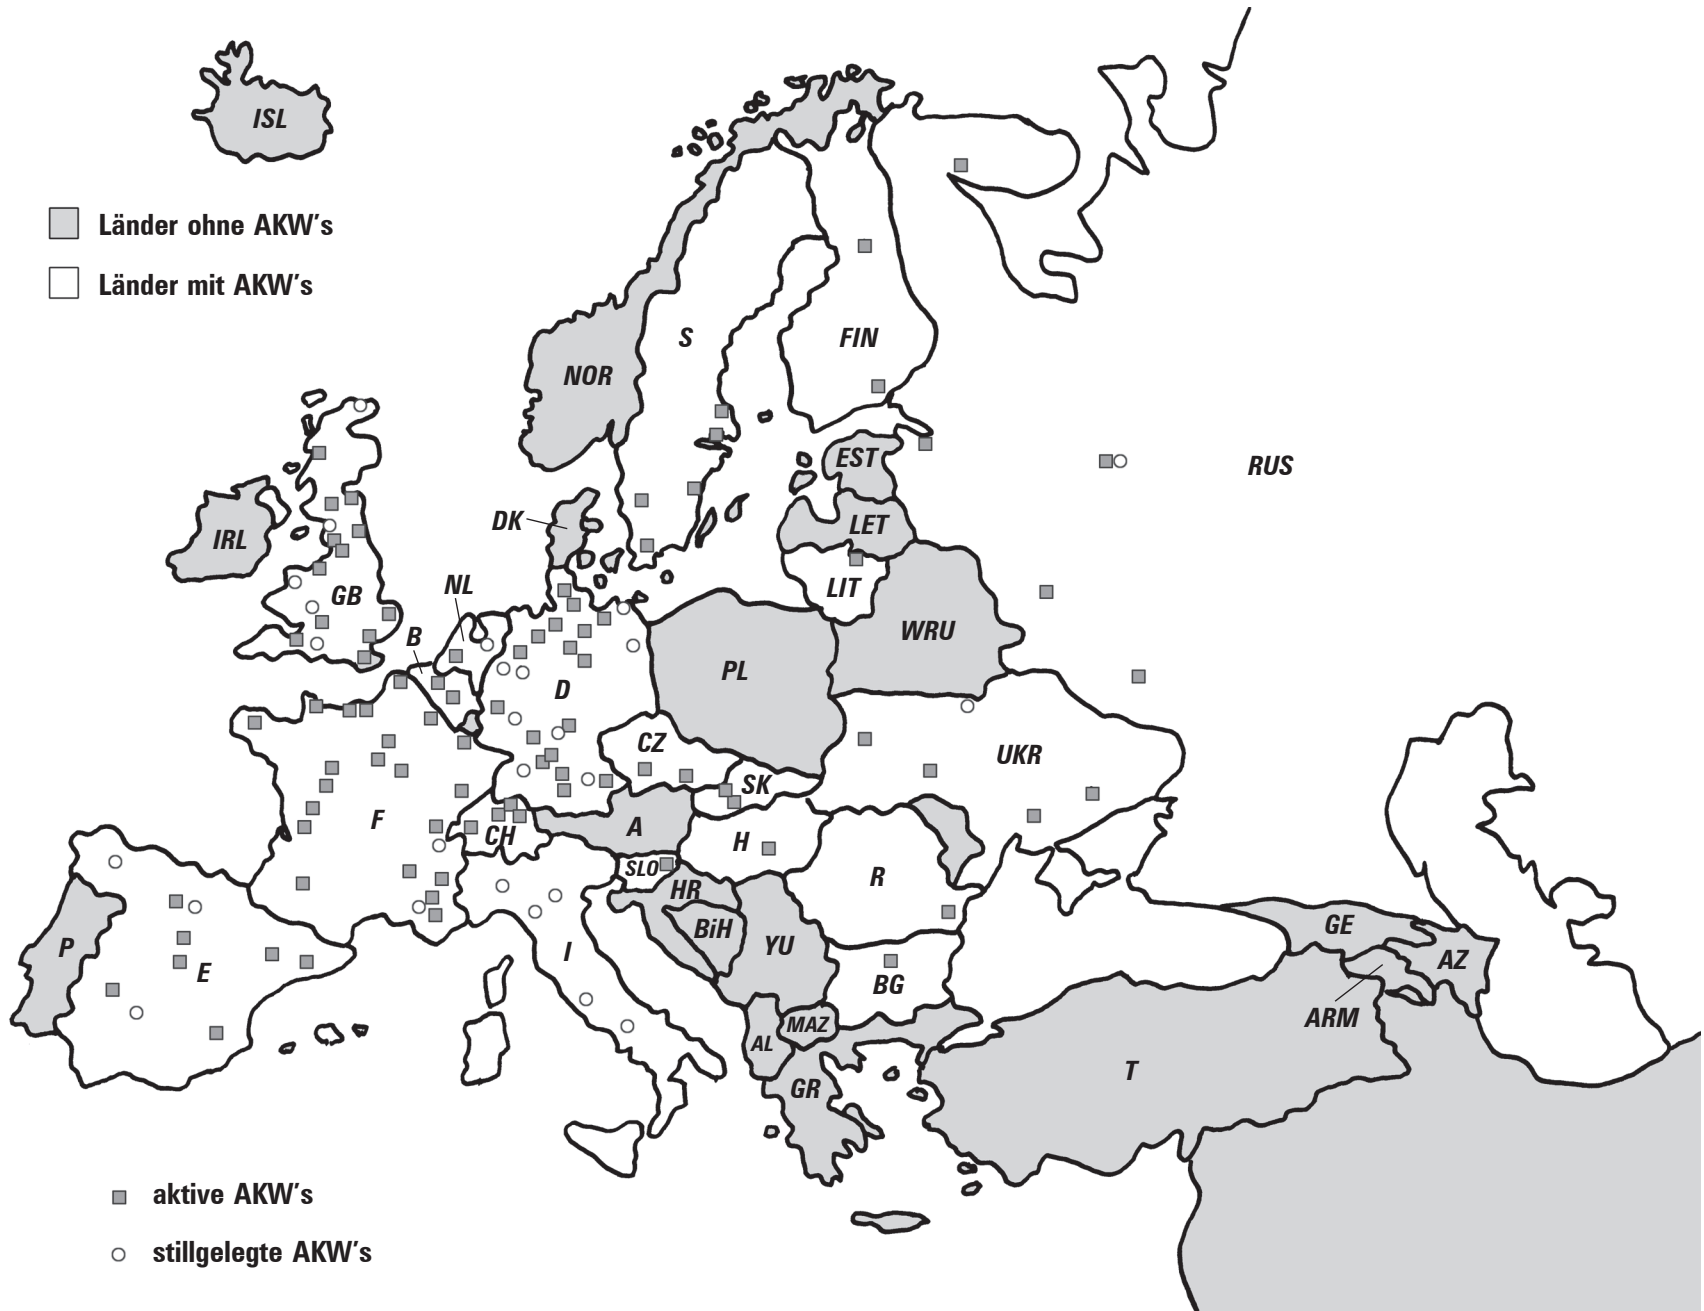 ISL
Länder ohne AKW's
Länder mit AKW's
S
FIN
NOR
EST
RUS
DK
LET
IRL
LIT
NL
GB
WRU
B
PL
D
CZ
UKR
SK
F
A
CH
H
SLO
R
HR
BiH
GE
P
YU
I
AZ
E
BG
ARM
MAZ
AL
T
GR
aktive AKW's
stillgelegte AKW's